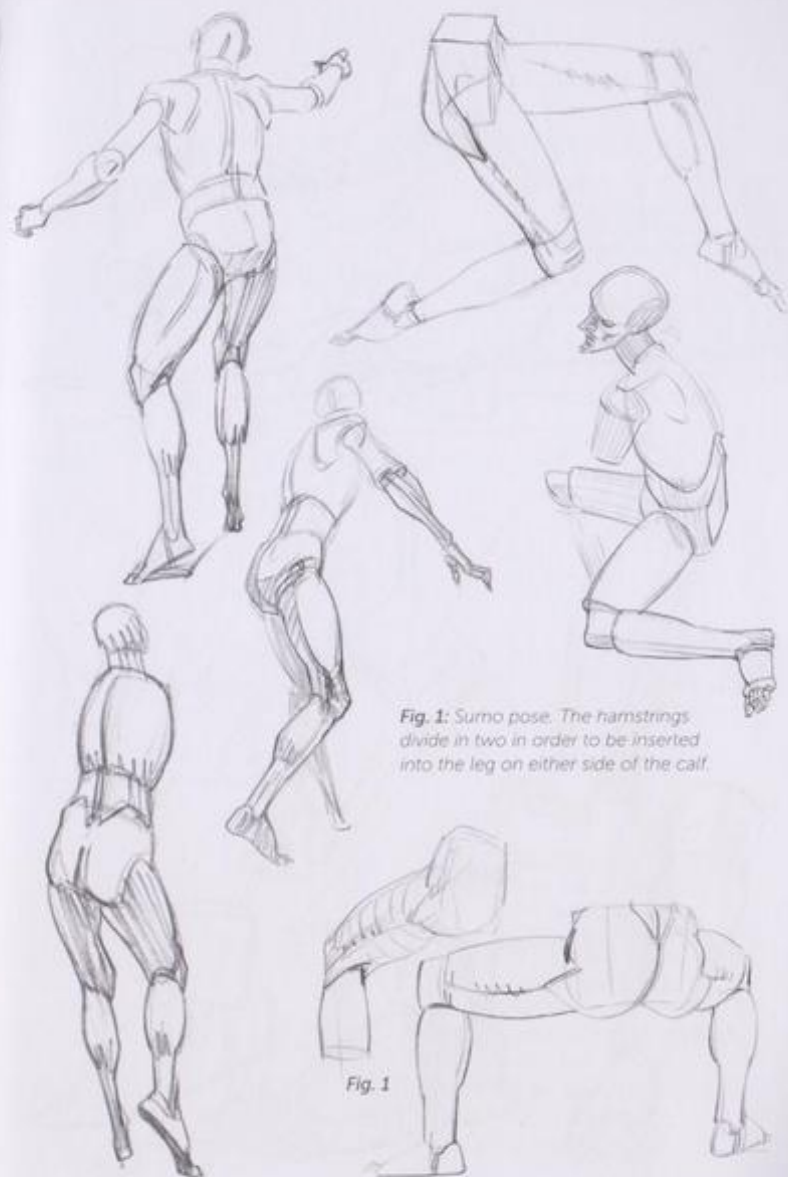 Fig. 1: Sumo pose. The hamstrings
divide in two in order to be inserted
into the leg on either side of the calf.
Fig. 1